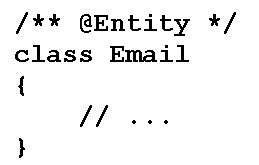 /** @Entity */
class Email
{
    // ...
}